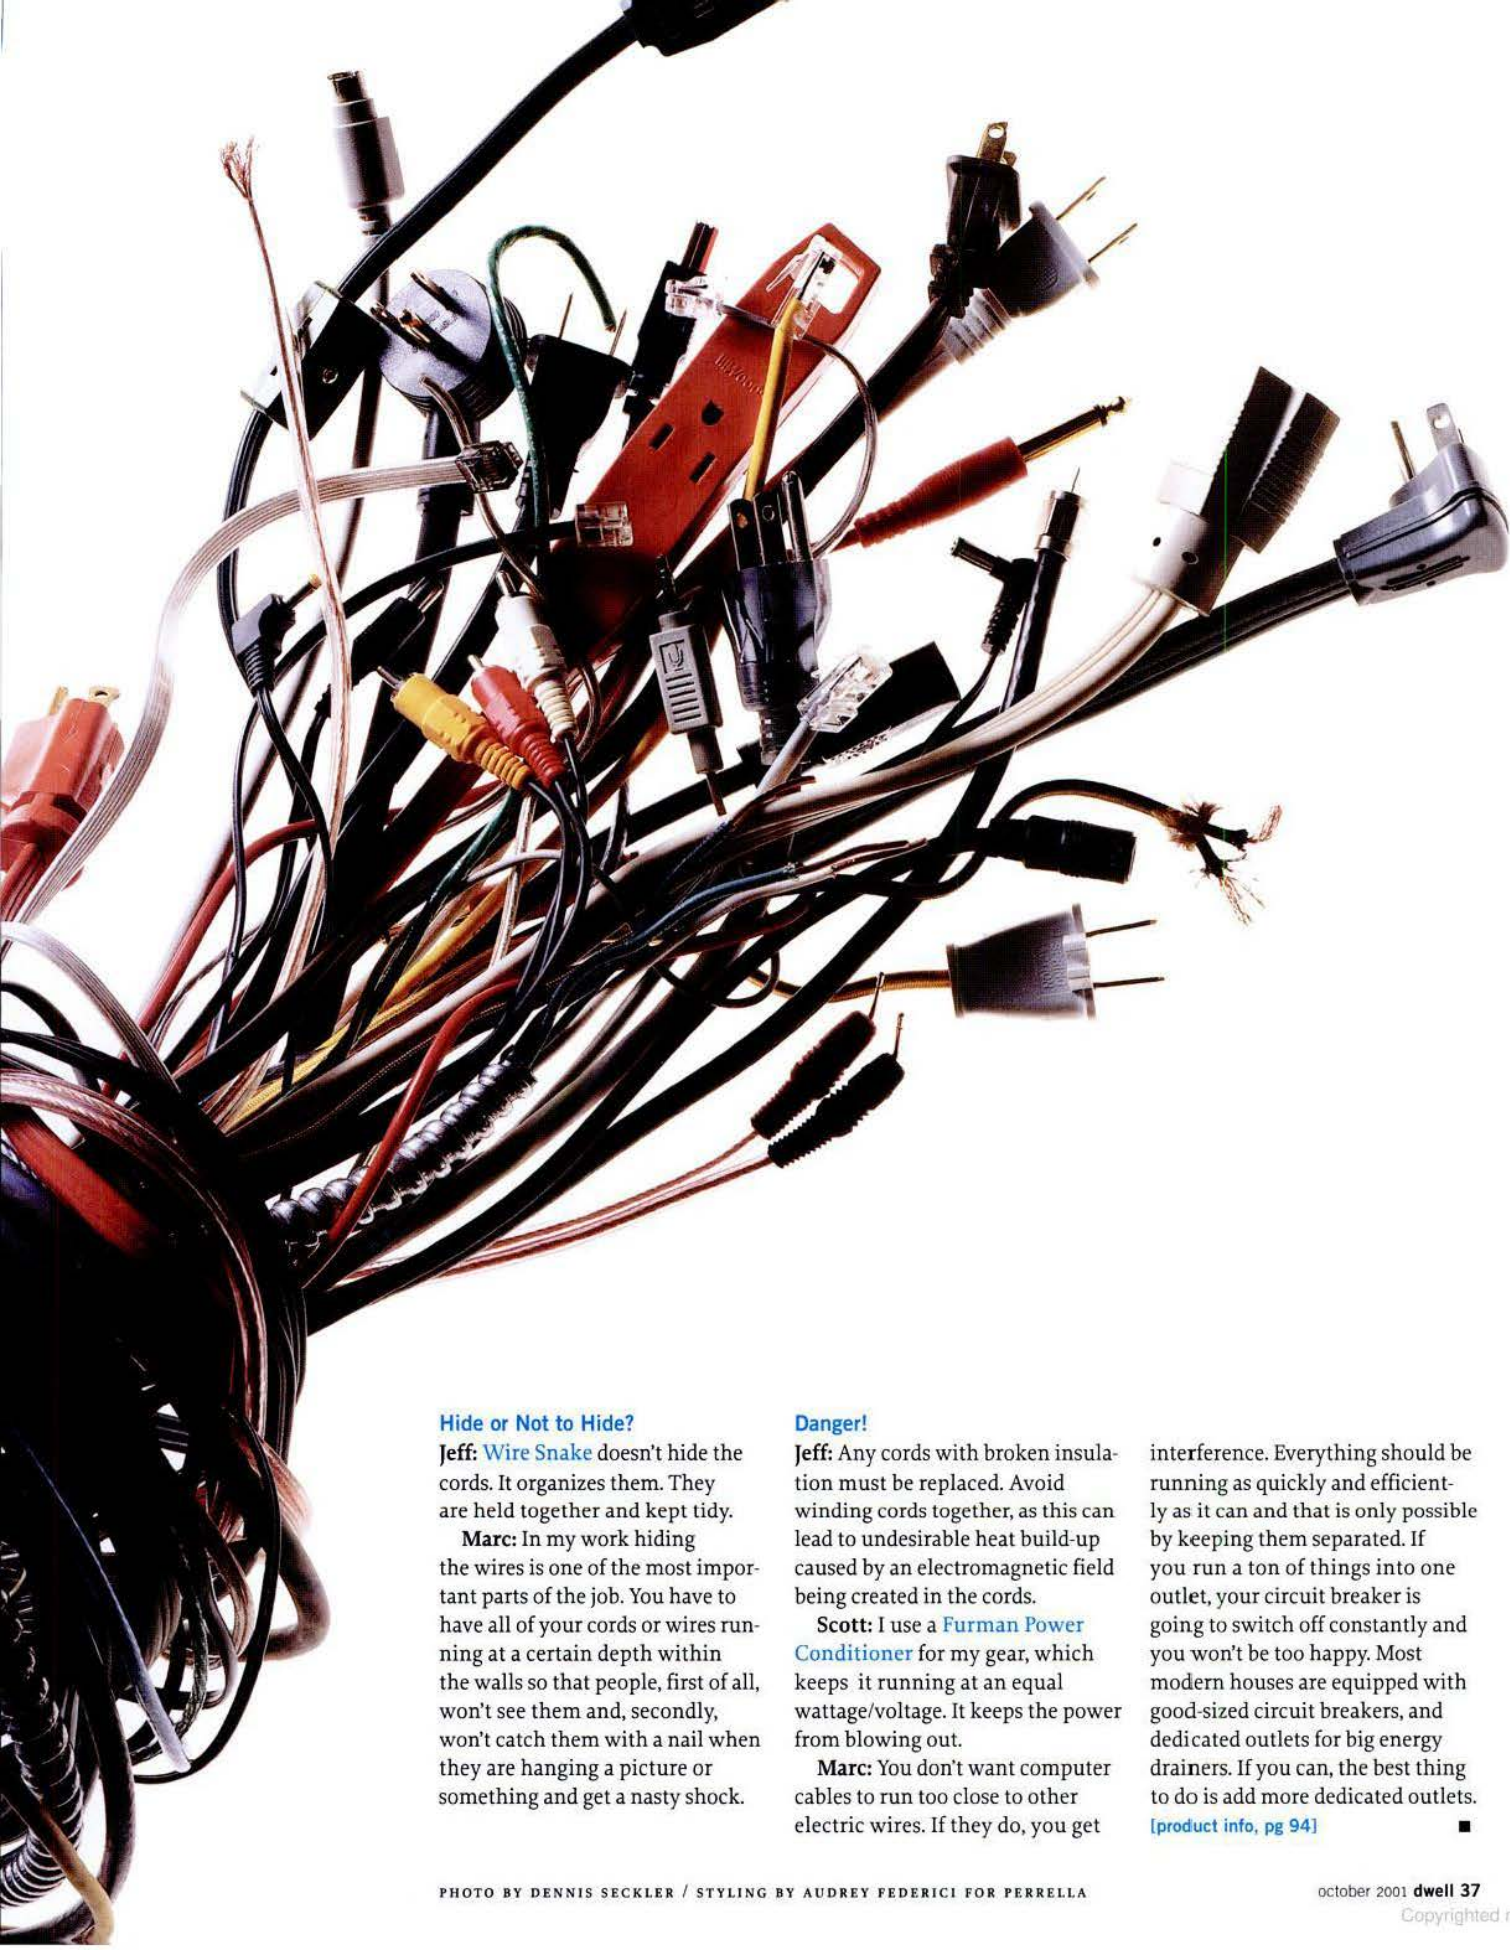 Hide or Not to Hide?
Jeff: Wire Snake doesn't hide the
cords. It organizes them. They
are held together and kept tidy.
Marc: In my work hiding
the wires is one of the most impor-
tant parts of the job. You have to
have all of your cords or wires run-
ning at a certain depth within
the walls so that people, first of all,
won't see them and, secondly,
won't catch them with a nail when
they are hanging a picture or
something and get a nasty shock.
Danger!
Jeff: Any cords with broken insula-
tion must be replaced. Avoid
winding cords together, as this can
lead to undesirable heat build-up
caused by an electromagnetic field
being created in the cords.
Scott: I use a Furman Power
Conditioner for my gear, which
keeps it running at an equal
wattage/voltage. It keeps the power
from blowing out.
Marc: You don't want computer
cables to run too close to other
electric wires. If they do, you get
interference. Everything should be
running as quickly and efficient-
ly as it can and that is only possible
by keeping them separated. If
you run a ton of things into one
outlet, your circuit breaker is
going to switch off constantly and
you won't be too happy. Most
modern houses are equipped with
good-sized circuit breakers, and
dedicated outlets for big energy
drainers. If you can, the best thing
to do is add more dedicated outlets.
[product info, pg 94]
PHOTO BY DENNIS SECKLER / STYLING BY AUDREY FEDERICI FOR PERRELLA
october 2001 dwell 37
Copyrighted